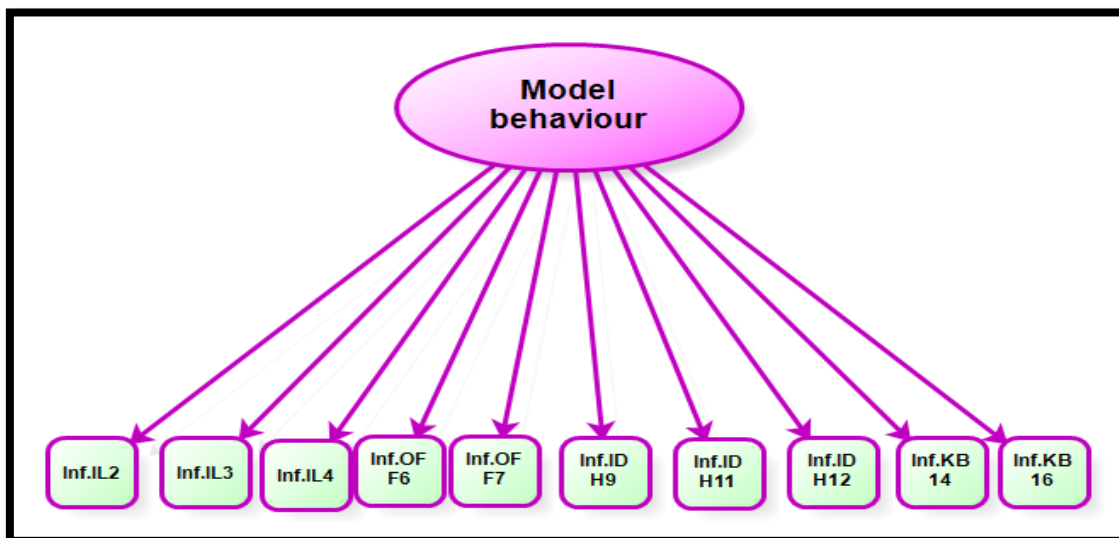 Model
behaviour
Inf.IL2
Inf.IL3
Inf.IL4
Inf.OF
F6
Inf.OF
F7
Inf.ID
H9
Inf.ID
H11
Inf.ID
H12
Inf.KB
14
Inf.KB
16